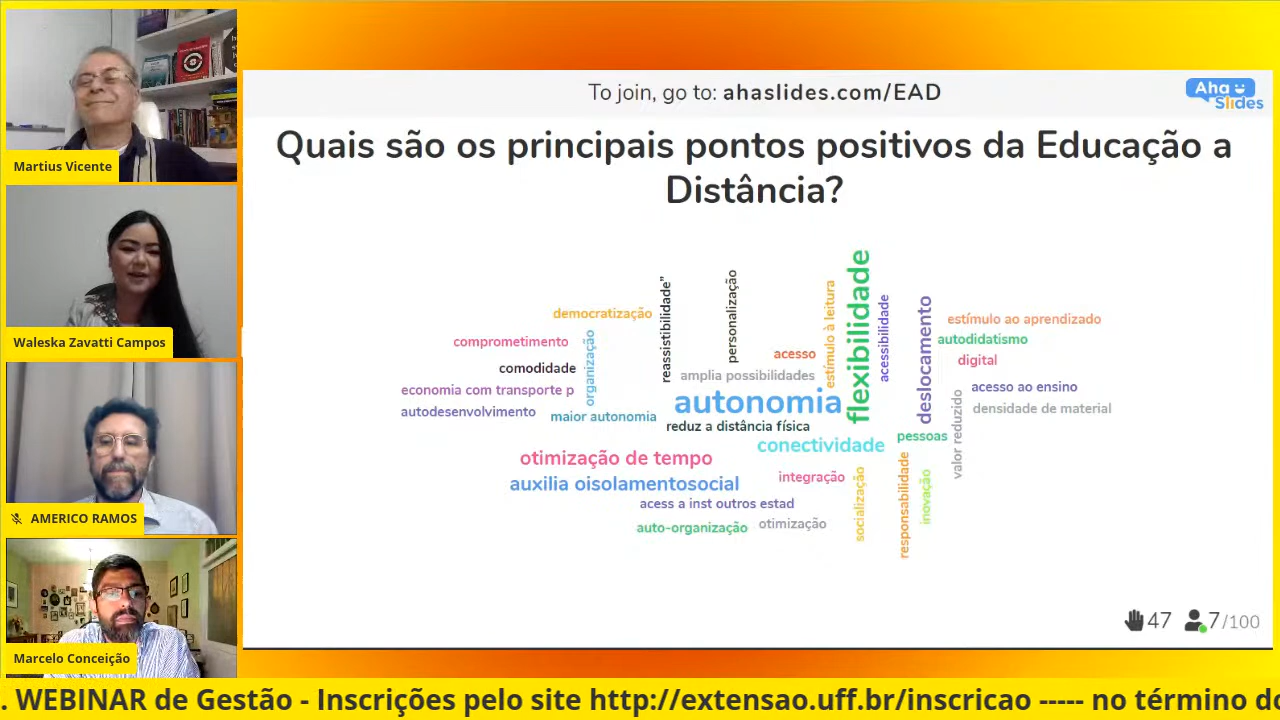 To join, go to: ahaslides.com/EAD
Aha
Slides
Quais são os principais pontos positivos da Educação a
Distância?
democratização
reassistibilidade”
personalização
estímulo à leitura
flexibilidade
acessibilidade
deslocamento
estímulo ao aprendizado
autodidatismo
digital
comprometimento
organização
comodidade
acesso
amplia possibilidades
acesso ao ensino
economia com transporte p
autonomia
densidade de material
autodesenvolvimento
maior autonomia
reduz a distância física
valor reduzido
conectividade
pessoas
otimização de tempo
integração
auxilia oisolamentosocial
socialização
responsabilidade
inovação
acess a inst outros estad
auto-organização
otimização
47
7/100
Martius Vicente
Waleska Zavatti Campos
AMERICO RAMOS
Marcelo Conceição
. WEBINAR de Gestão - Inscrições pelo site http://extensao.uff.br/inscricao ----- no término do